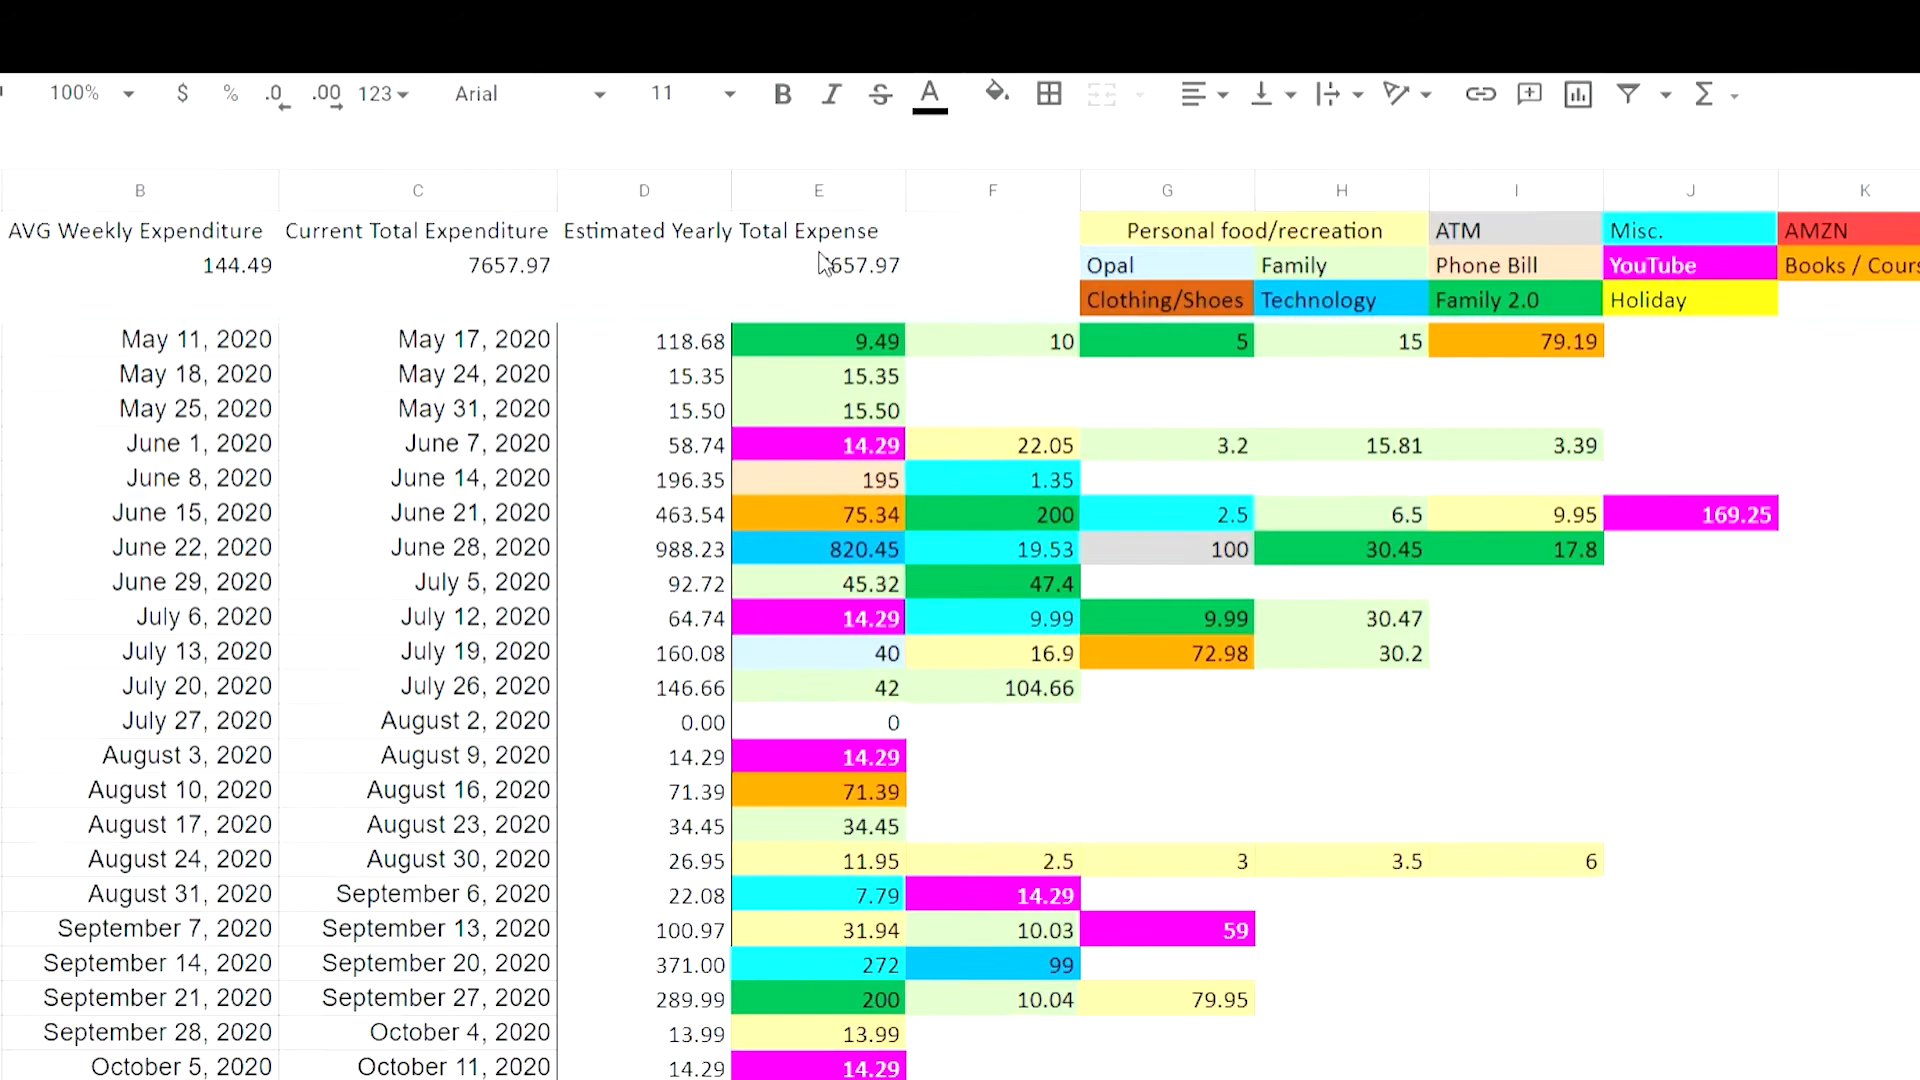 100% $ % .0 .00 123 Arial 11 B I S A
B C D E F G H I J K
AVG Weekly Expenditure Current Total Expenditure Estimated Yearly Total Expense Personal food/recreation ATM Misc. AMZN
144.49 7657.97 657.97 Opal Family Phone Bill YouTube Books / Cours
Clothing/Shoes Technology Family 2.0 Holiday
May 11, 2020 May 17, 2020 118.68 9.49 10 5 15 79.19
May 18, 2020 May 24, 2020 15.35 15.35
May 25, 2020 May 31, 2020 15.50 15.50
June 1, 2020 June 7, 2020 58.74 14.29 22.05 3.2 15.81 3.39
June 8, 2020 June 14, 2020 196.35 195 1.35
June 15, 2020 June 21, 2020 463.54 75.34 200 2.5 6.5 9.95 169.25
June 22, 2020 June 28, 2020 988.23 820.45 19.53 100 30.45 17.8
June 29, 2020 July 5, 2020 92.72 45.32 47.4
July 6, 2020 July 12, 2020 64.74 14.29 9.99 9.99 30.47
July 13, 2020 July 19, 2020 160.08 40 16.9 72.98 30.2
July 20, 2020 July 26, 2020 146.66 42 104.66
July 27, 2020 August 2, 2020 0.00 0
August 3, 2020 August 9, 2020 14.29 14.29
August 10, 2020 August 16, 2020 71.39 71.39
August 17, 2020 August 23, 2020 34.45 34.45
August 24, 2020 August 30, 2020 26.95 11.95 2.5 3 3.5 6
August 31, 2020 September 6, 2020 22.08 7.79 14.29
September 7, 2020 September 13, 2020 100.97 31.94 10.03 59
September 14, 2020 September 20, 2020 371.00 272 99
September 21, 2020 September 27, 2020 289.99 200 10.04 79.95
September 28, 2020 October 4, 2020 13.99 13.99
October 5, 2020 October 11, 2020 14.29 14.29